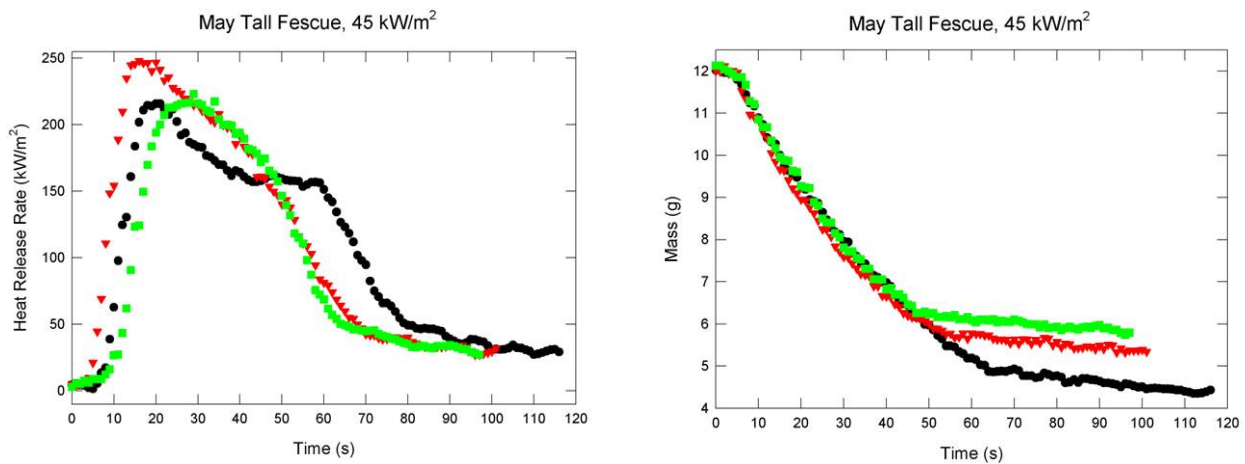 May Tall Fescue, 45 kW/m²
Heat Release Rate (kW/m²)
250
200
150
100
50
0
0 10 20 30 40 50 60 70 80 90 100 110 120
Time (s)
May Tall Fescue, 45 kW/m²
Mass (g)
12
11
10
9
8
7
6
5
4
0 10 20 30 40 50 60 70 80 90 100 110 120
Time (s)